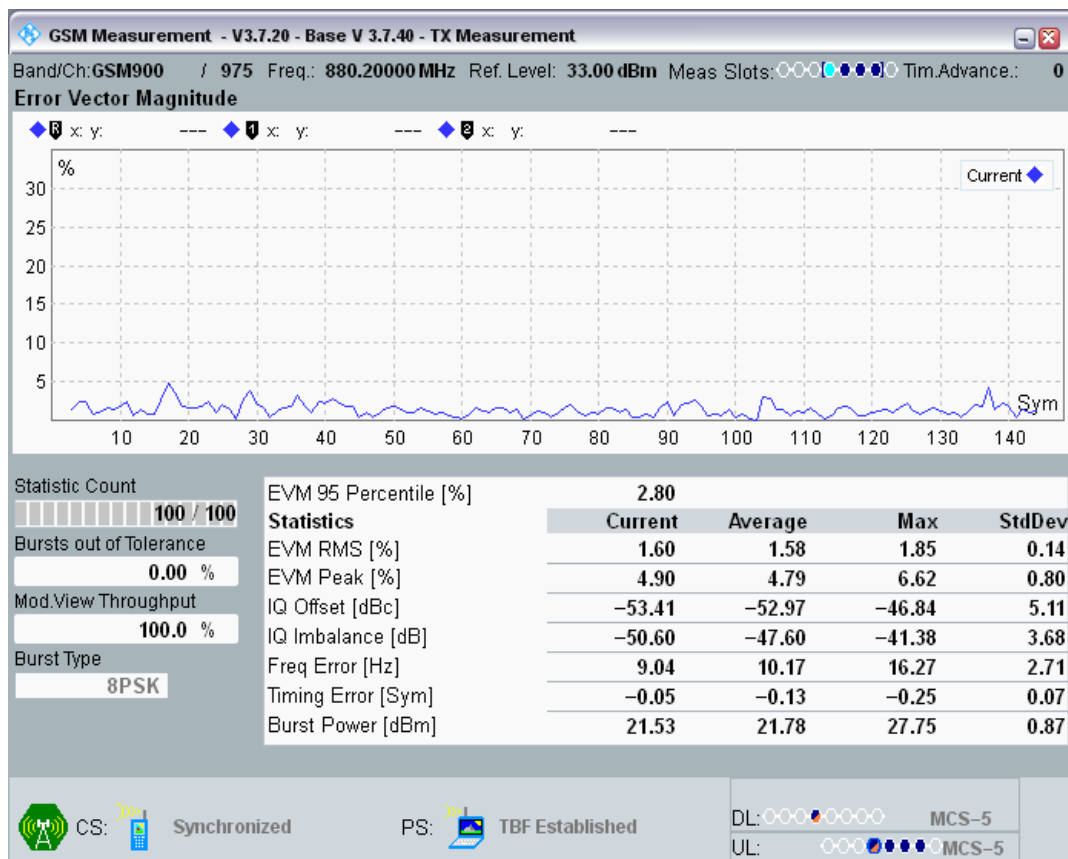 GSM Measurement - V3.7.20 - Base V 3.7.40 - TX Measurement
Band/Ch:GSM900 / 975 Freq.: 880.20000 MHz Ref. Level: 33.00 dBm Meas Slots: Tim.Advance.: 0
Error Vector Magnitude
R x: y: --- 1 x: y: --- 2 x: y: ---
%
Current
30
25
20
15
10
5
Sym
10 20 30 40 50 60 70 80 90 100 110 120 130 140
Statistic Count
100 / 100
Bursts out of Tolerance
0.00 %
Mod.View Throughput
100.0 %
Burst Type
8PSK
EVM 95 Percentile [%] 2.80
Statistics Current Average Max StdDev
EVM RMS [%] 1.60 1.58 1.85 0.14
EVM Peak [%] 4.90 4.79 6.62 0.80
IQ Offset [dBc] −53.41 −52.97 −46.84 5.11
IQ Imbalance [dB] −50.60 −47.60 −41.38 3.68
Freq Error [Hz] 9.04 10.17 16.27 2.71
Timing Error [Sym] −0.05 −0.13 −0.25 0.07
Burst Power [dBm] 21.53 21.78 27.75 0.87
CS: Synchronized PS: TBF Established
DL: MCS−5
UL: MCS−5